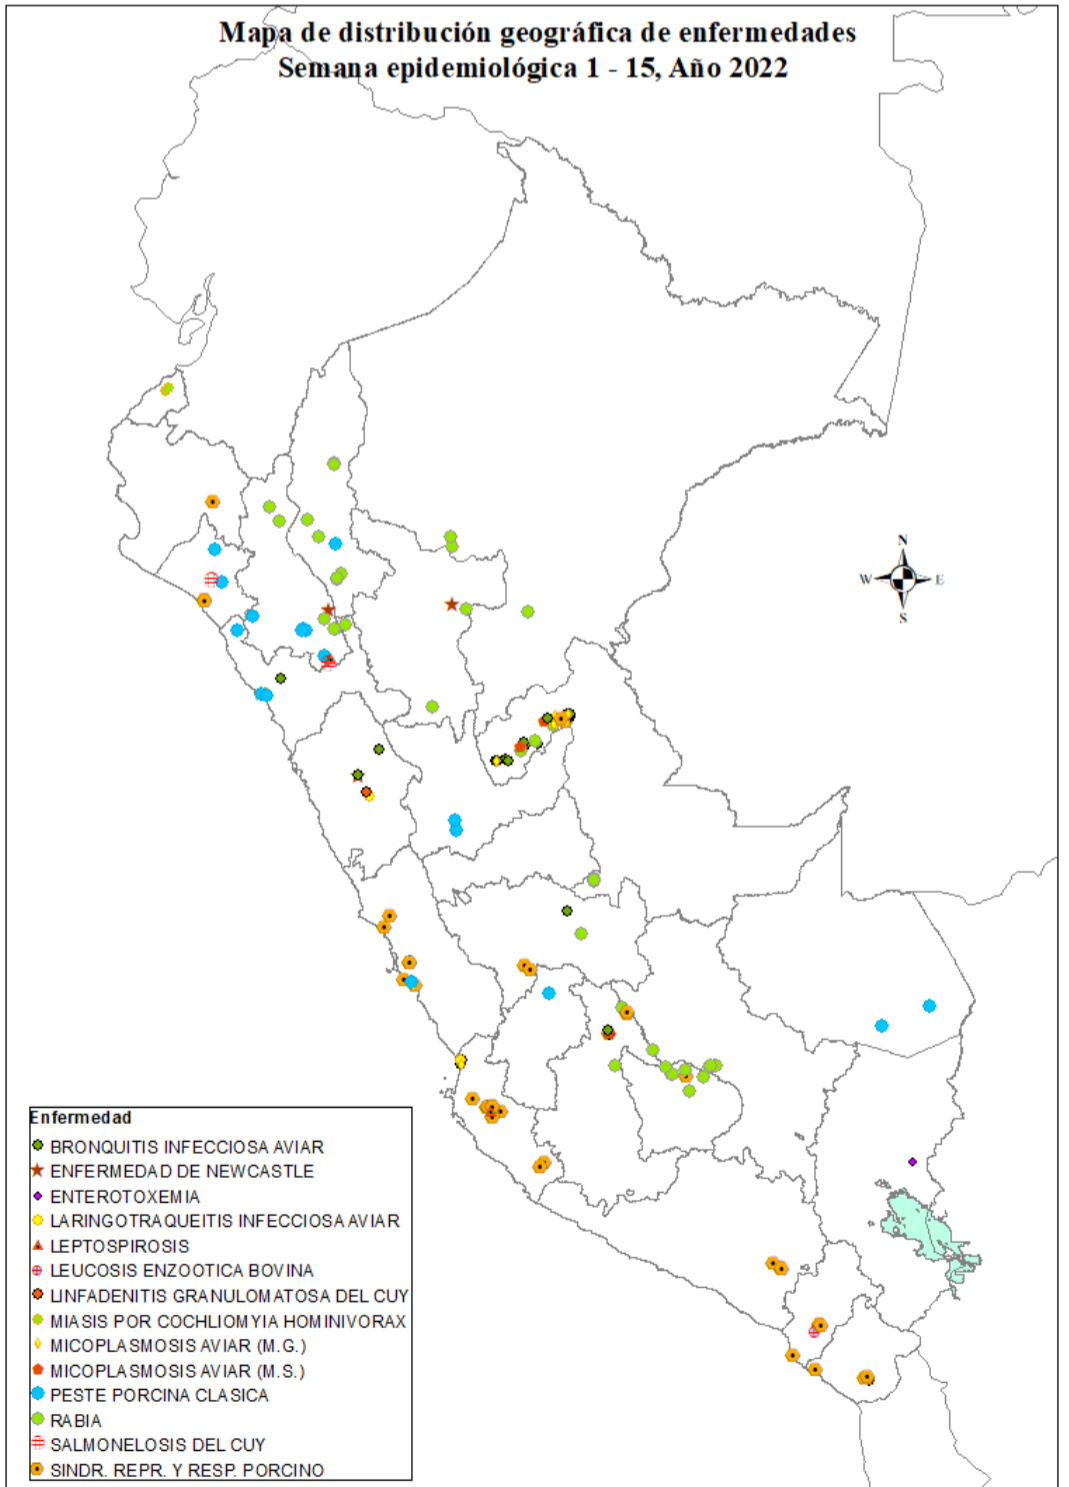 Mapa de distribución geográfica de enfermedades
Semana epidemiológica 1 - 15, Año 2022
N
W E
S
Enfermedad
BRONQUITIS INFECCIOSA AVIAR
ENFERMEDAD DE NEWCASTLE
ENTEROTOXEMIA
LARINGOTRAQUEITIS INFECCIOSA AVIAR
LEPTOSPIROSIS
LEUCOSIS ENZOOTICA BOVINA
LINFADENITIS GRANULOMATOSA DEL CUY
MIASIS POR COCHLIOMYIA HOMINIVORAX
MICOPLASMOSIS AVIAR (M.G.)
MICOPLASMOSIS AVIAR (M.S.)
PESTE PORCINA CLASICA
RABIA
SALMONELOSIS DEL CUY
SINDR. REPR. Y RESP. PORCINO